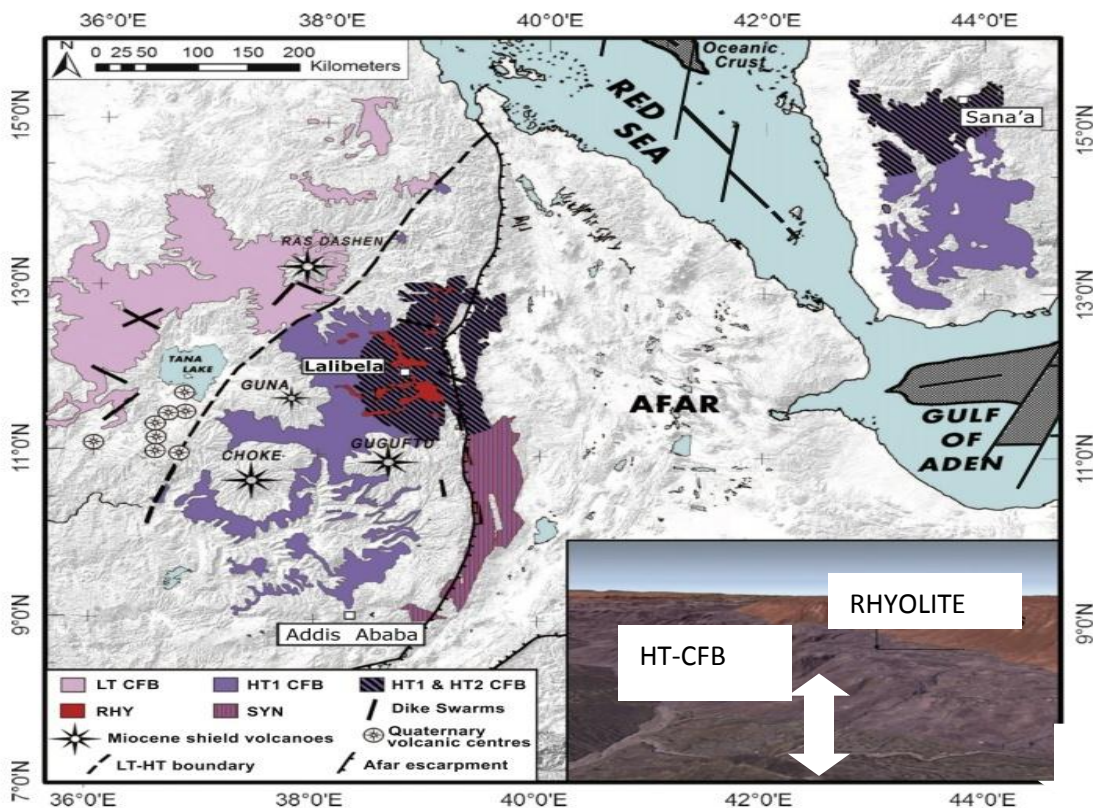 36°0'E 38°0'E 40°0'E 42°0'E 44°0'E
N
0 25 50 100 150 200
Kilometers
Oceanic
Crust
RED
SEA
Sana'a
15°0'N
15°0'N
RAS DASHEN
13°0'N
13°0'N
TANA
LAKE
Lalibela
GUNA
AFAR
GULF
OF
ADEN
11°0'N
11°0'N
CHOKE
GUGUFTU
9°0'N
9°0'N
Addis Ababa
RHYOLITE
HT-CFB
LT CFB
HT1 CFB
HT1 & HT2 CFB
RHY
SYN
Dike Swarms
Miocene shield volcanoes
Quaternary
volcanic centres
LT-HT boundary
Afar escarpment
7°0'N
7°0'N
36°0'E 38°0'E 40°0'E 42°0'E 44°0'E